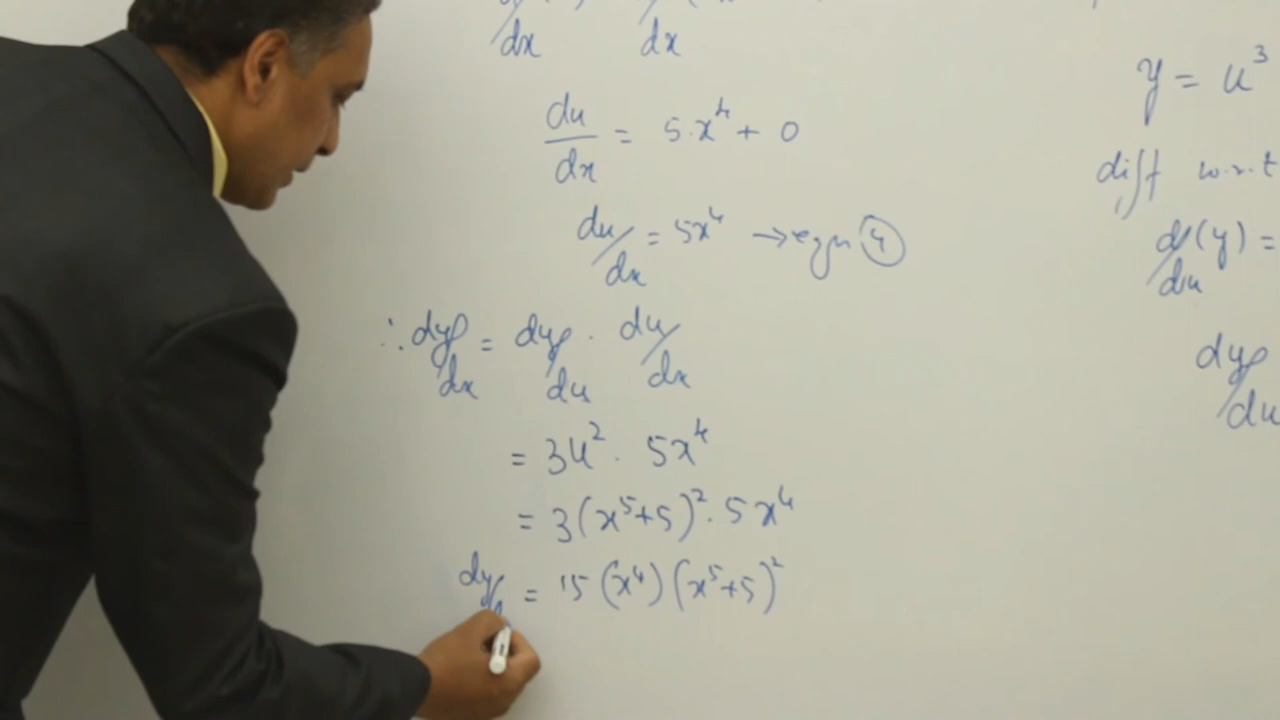 dx dx
du/dx = 5.x⁴ + 0
du/dx = 5x⁴ → eqn ④
∴ dy/dx = dy/du . du/dx
= 3u² . 5x⁴
= 3(x⁵+5)² . 5x⁴
dy/ = 15(x⁴)(x⁵+5)²
y = u³
diff w.r.t
d/du (y) =
dy/du